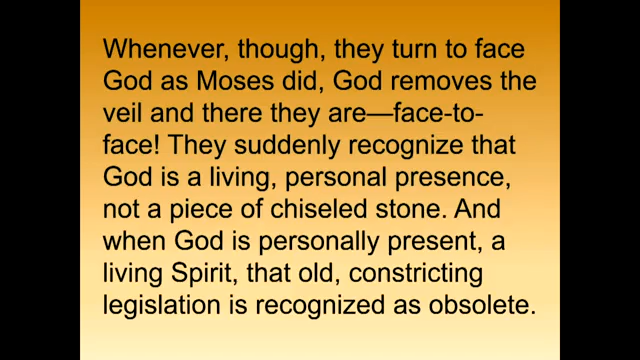 Whenever, though, they turn to face
God as Moses did, God removes the
veil and there they are—face-to-
face! They suddenly recognize that
God is a living, personal presence,
not a piece of chiseled stone. And
when God is personally present, a
living Spirit, that old, constricting
legislation is recognized as obsolete.